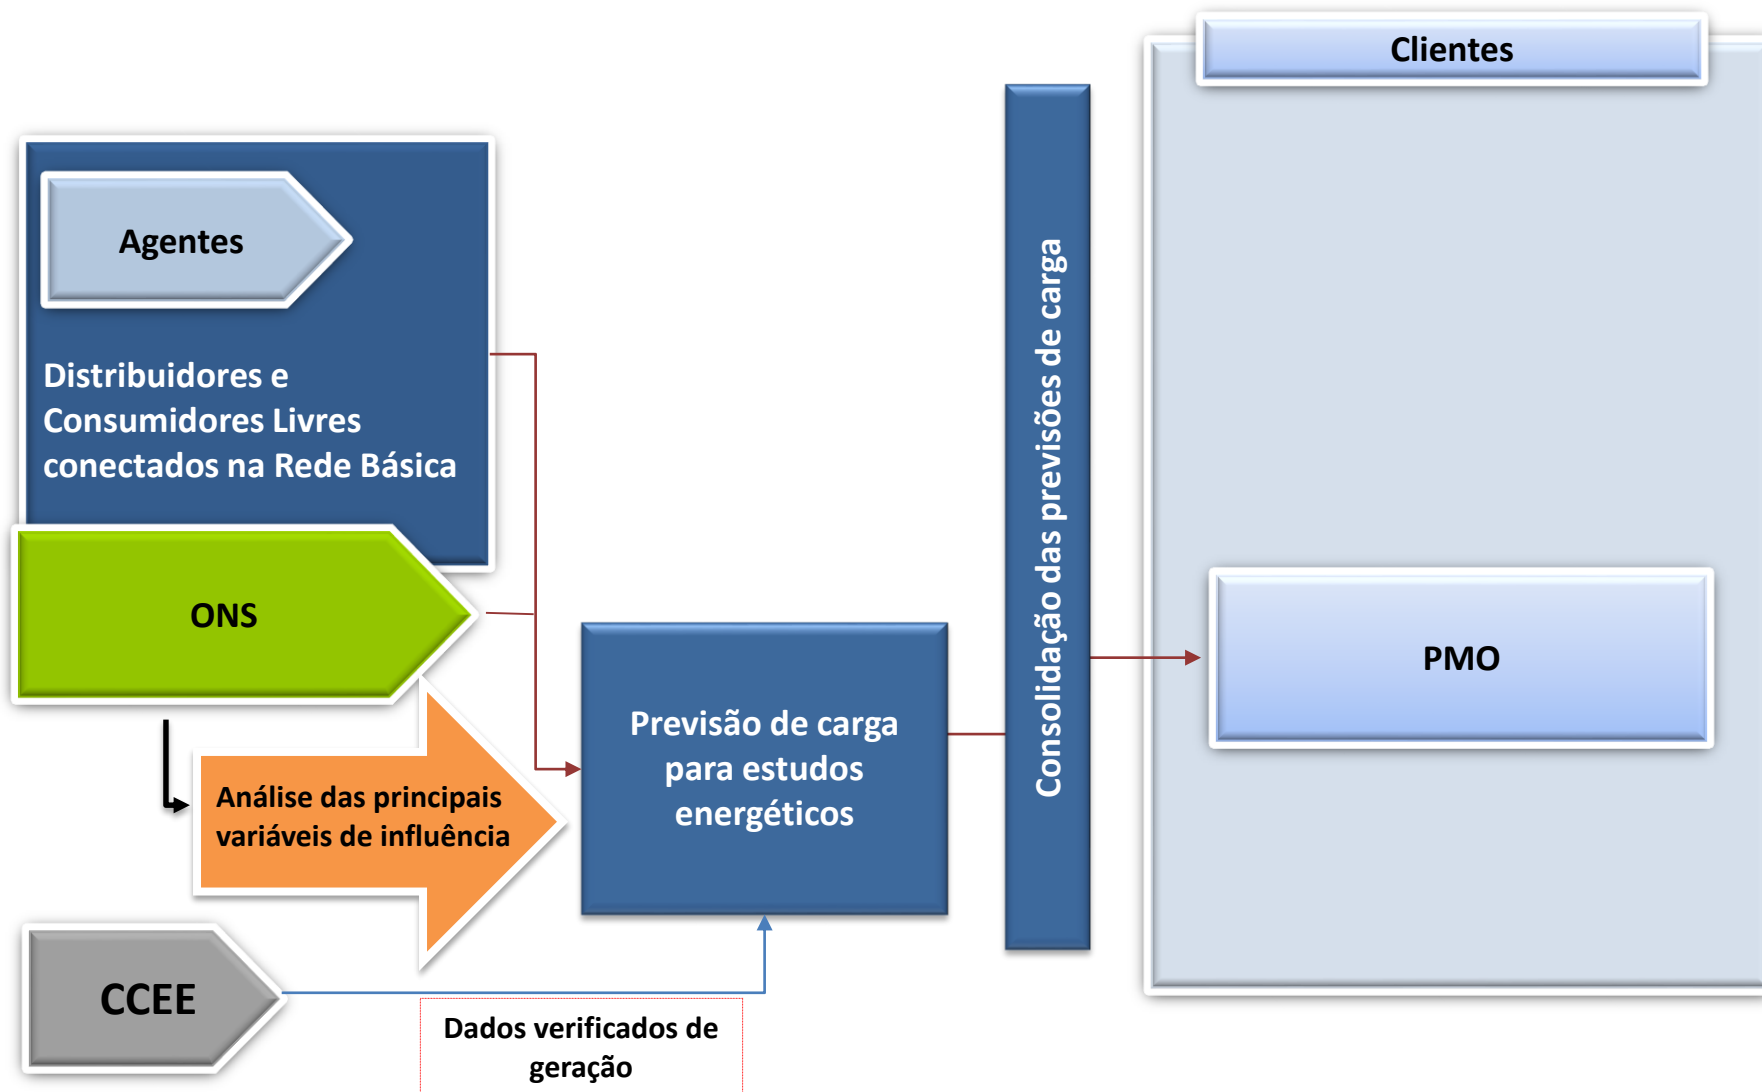 Clientes
Agentes
Distribuidores e
Consumidores Livres
conectados na Rede Básica
ONS
Análise das principais
variáveis de influência
CCEE
Dados verificados de
geração
Previsão de carga
para estudos
energéticos
Consolidação das previsões de carga
PMO